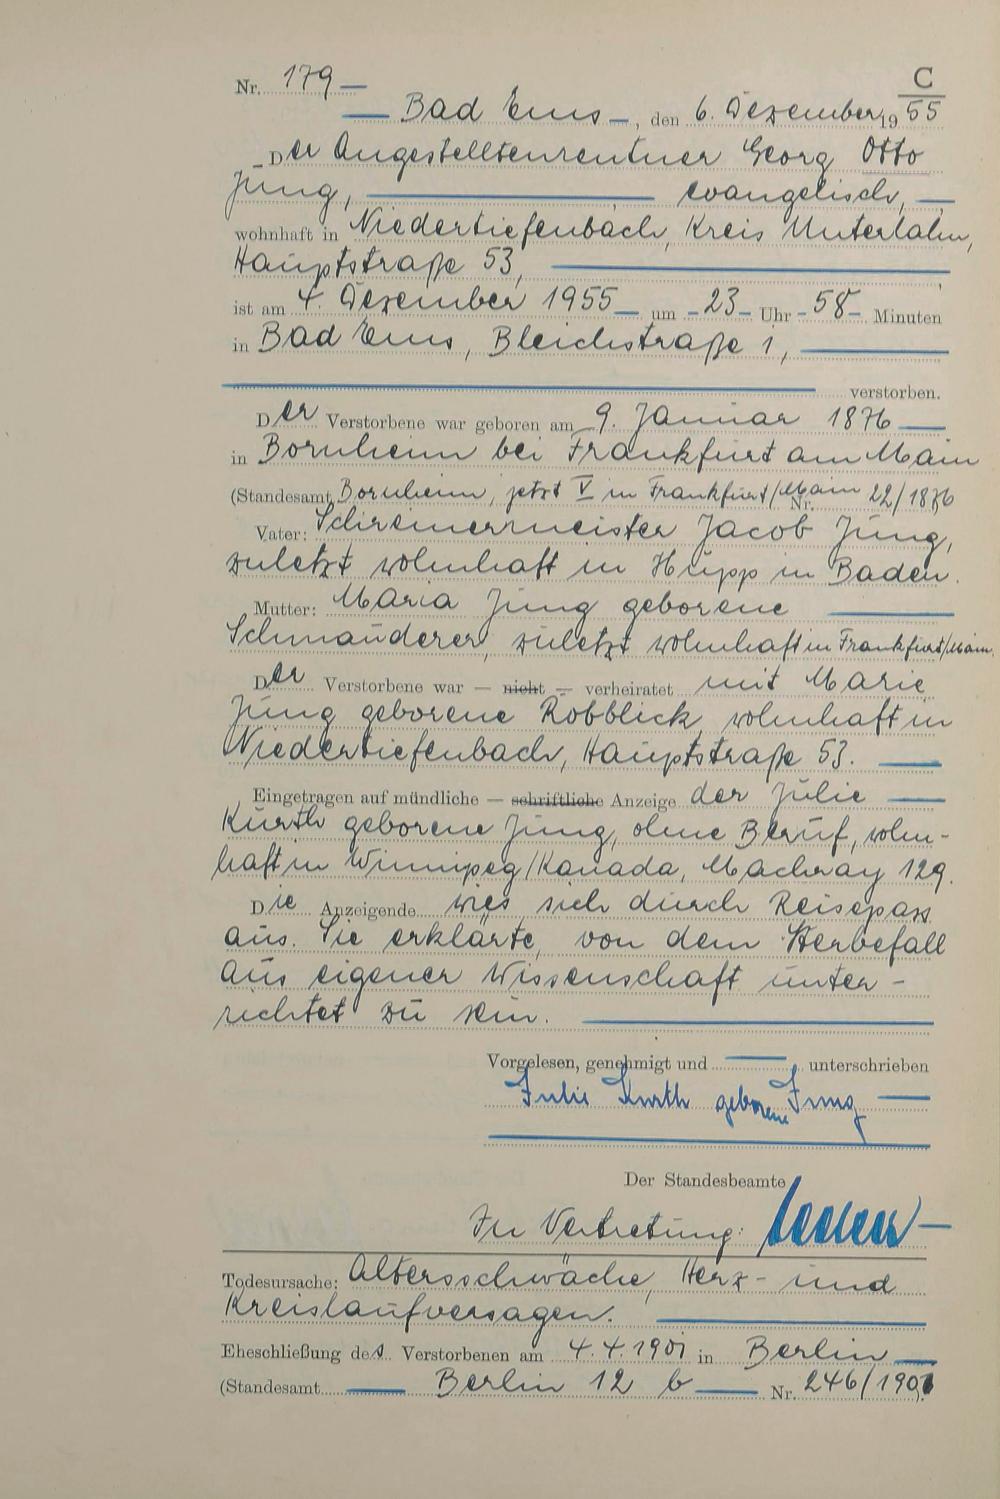 Nr. 179 —
C
— Bad Ems —, den 6. Dezember 1955
Der Angestelltenrentner Georg Otto
Jung, — evangelisch, —
wohnhaft in Niedertiefenbach, Kreis Unterlahn,
Hauptstraße 53, —
ist am 4. Dezember 1955 — um - 23 - Uhr - 58 - Minuten
in Bad Ems, Bleichstraße 1, —
— verstorben.
Der Verstorbene war geboren am 9. Januar 1876 —
in Bornheim bei Frankfurt am Main
(Standesamt Bornheim, jetzt V in Frankfurt/Main Nr. 22/1876
Vater: Schreinermeister Jacob Jung,
zuletzt wohnhaft in Hupp in Baden.
Mutter: Maria Jung geborene —
Schmauderer, zuletzt wohnhaft in Frankfurt/Main.
Der Verstorbene war — nicht — verheiratet mit Marie
Jung geborene Robblick, wohnhaft in
Niedertiefenbach, Hauptstraße 53. —
Eingetragen auf mündliche — schriftliche Anzeige der Julie —
Kurth geborene Jung, ohne Beruf, wohn-
haft in Winnipeg/Kanada, Machray 129.
Die Anzeigende wies sich durch Reisepass
aus. Sie erklärte, von dem Sterbefall
aus eigener Wissenschaft unter-
richtet zu sein. —
Vorgelesen, genehmigt und — unterschrieben
Julie Kurth geborene Jung —
Der Standesbeamte
In Vertretung: —
Todesursache: Altersschwäche, Herz- und
Kreislaufversagen. —
Eheschließung des Verstorbenen am 4.4.1901 in Berlin —
(Standesamt — Berlin 12 b — Nr. 246/1901